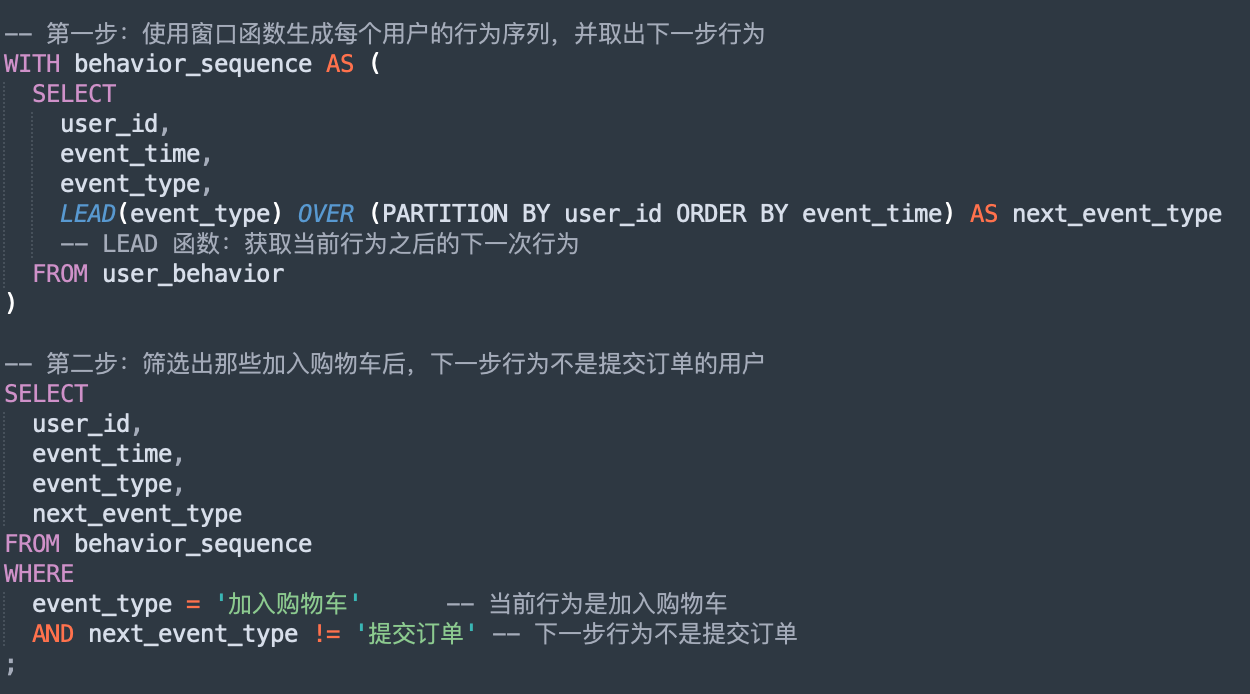 -- 第一步：使用窗口函数生成每个用户的行为序列，并取出下一步行为
WITH behavior_sequence AS (
  SELECT
    user_id,
    event_time,
    event_type,
    LEAD(event_type) OVER (PARTITION BY user_id ORDER BY event_time) AS next_event_type
    -- LEAD 函数：获取当前行为之后的下一次行为
  FROM user_behavior
)
-- 第二步：筛选出那些加入购物车后，下一步行为不是提交订单的用户
SELECT
  user_id,
  event_time,
  event_type,
  next_event_type
FROM behavior_sequence
WHERE
  event_type = '加入购物车'      -- 当前行为是加入购物车
  AND next_event_type != '提交订单' -- 下一步行为不是提交订单
;